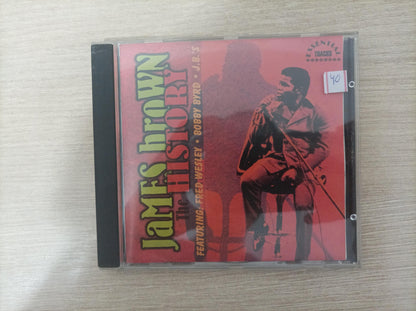 JaMES broWN
The HISTORY
FEATURING: FRED WESLEY • BOBBY BYRD • J.B.'S
ESSENTIAL
TRACKS
40